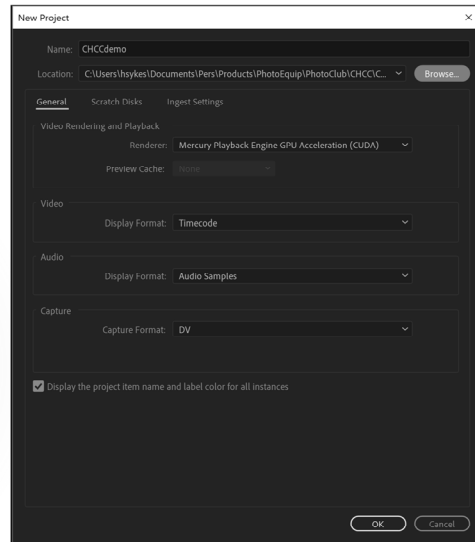 New Project
Name: CHCCdemo
Location: C:\Users\hsykes\Documents\Pers\Products\PhotoEquip\PhotoClub\CHCC\C... Browse...
General Scratch Disks Ingest Settings
Video Rendering and Playback
Renderer: Mercury Playback Engine GPU Acceleration (CUDA)
Preview Cache: None
Video
Display Format: Timecode
Audio
Display Format: Audio Samples
Capture
Capture Format: DV
Display the project item name and label color for all instances
OK Cancel